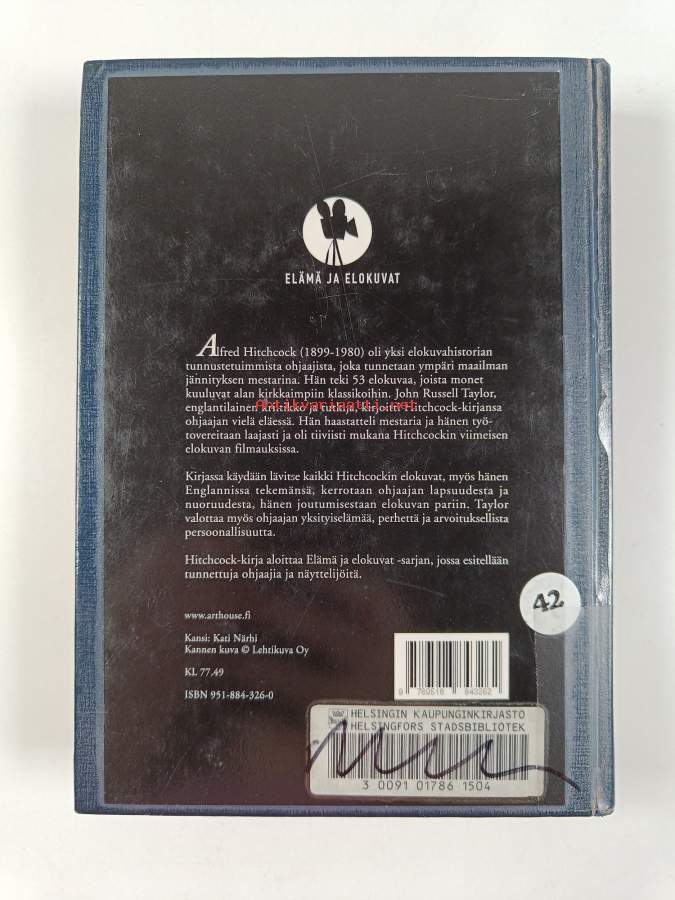 ELÄMÄ JA ELOKUVAT
Alfred Hitchcock (1899-1980) oli yksi elokuvahistorian
tunnustetuimmista ohjaajista, joka tunnetaan ympäri maailman
jännityksen mestarina. Hän teki 53 elokuvaa, joista monet
kuuluvat alan kirkkaimpiin klassikoihin. John Russell Taylor,
Antikvariaatti.net
englantilainen kriitikko ja tutkija, kirjoitti Hitchcock-kirjansa
ohjaajan vielä eläessä. Hän haastatteli mestaria ja hänen työ-
tovereitaan laajasti ja oli tiiviisti mukana Hitchcockin viimeisen
elokuvan filmauksissa.
Kirjassa käydään lävitse kaikki Hitchcockin elokuvat, myös hänen
Englannissa tekemänsä, kerrotaan ohjaajan lapsuudesta ja
nuoruudesta, hänen joutumisestaan elokuvan pariin. Taylor
valottaa myös ohjaajan yksityiselämää, perhettä ja arvoituksellista
persoonallisuutta.
Hitchcock-kirja aloittaa Elämä ja elokuvat -sarjan, jossa esitellään
tunnettuja ohjaajia ja näyttelijöitä.
42
www.arthouse.fi
Kansi: Kati Närhi
Kannen kuva © Lehtikuva Oy
KL 77.49
ISBN 951-884-326-0
9 789518 843262
HELSINGIN KAUPUNGINKIRJASTO
HELSINGFORS STADSBIBLIOTEK
3 0091 01786 1504